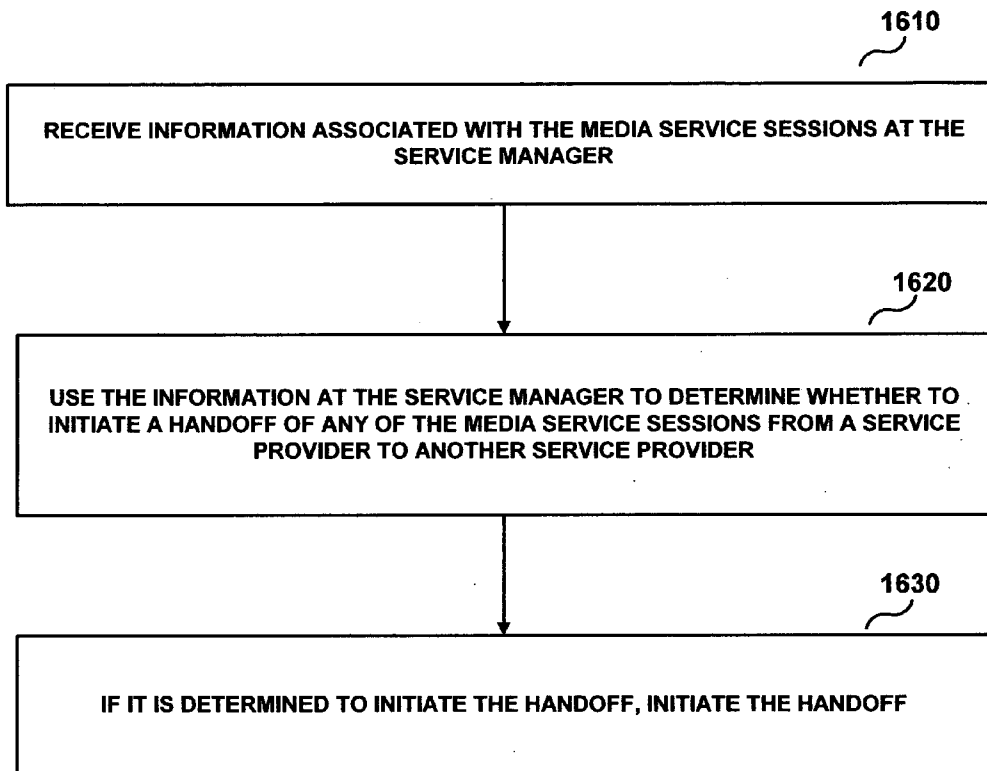 1610
RECEIVE INFORMATION ASSOCIATED WITH THE MEDIA SERVICE SESSIONS AT THE
SERVICE MANAGER
1620
USE THE INFORMATION AT THE SERVICE MANAGER TO DETERMINE WHETHER TO
INITIATE A HANDOFF OF ANY OF THE MEDIA SERVICE SESSIONS FROM A SERVICE
PROVIDER TO ANOTHER SERVICE PROVIDER
1630
IF IT IS DETERMINED TO INITIATE THE HANDOFF, INITIATE THE HANDOFF